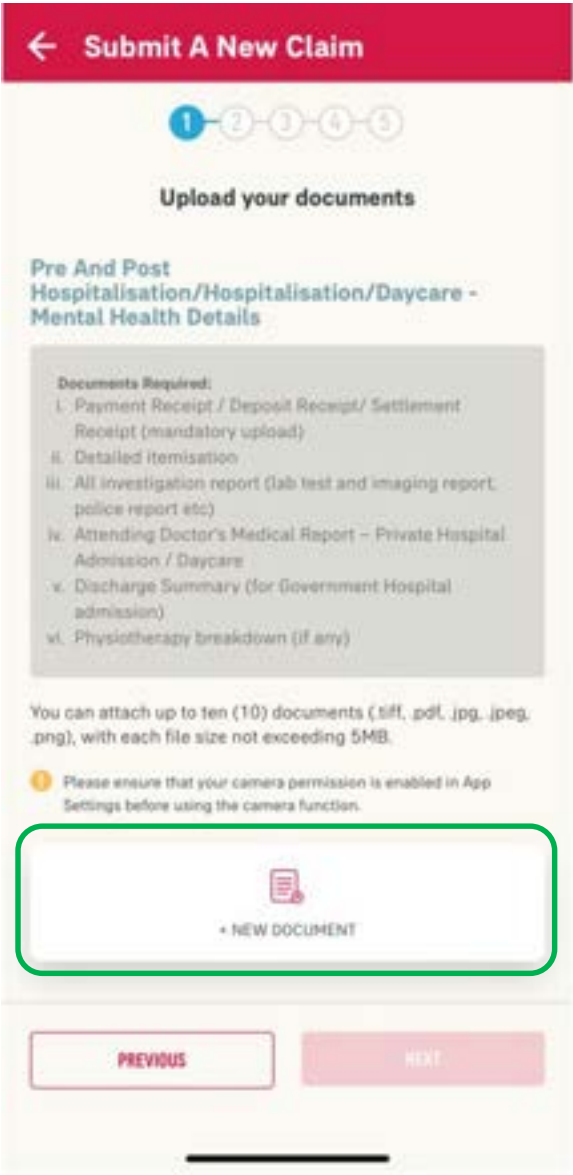 ← Submit A New Claim
1 2 3 4 5
Upload your documents
Pre And Post
Hospitalisation/Hospitalisation/Daycare -
Mental Health Details
Documents Required:
i. Payment Receipt / Deposit Receipt/ Settlement
Receipt (mandatory upload)
ii. Detailed itemisation
iii. All investigation report (lab test and imaging report,
police report etc)
iv. Attending Doctor's Medical Report – Private Hospital
Admission / Daycare
v. Discharge Summary (for Government Hospital
admission)
vi. Physiotherapy breakdown (if any)
You can attach up to ten (10) documents (.tiff, .pdf, .jpg, .jpeg,
.png), with each file size not exceeding 5MB.
! Please ensure that your camera permission is enabled in App
Settings before using the camera function.
+ NEW DOCUMENT
PREVIOUS
NEXT